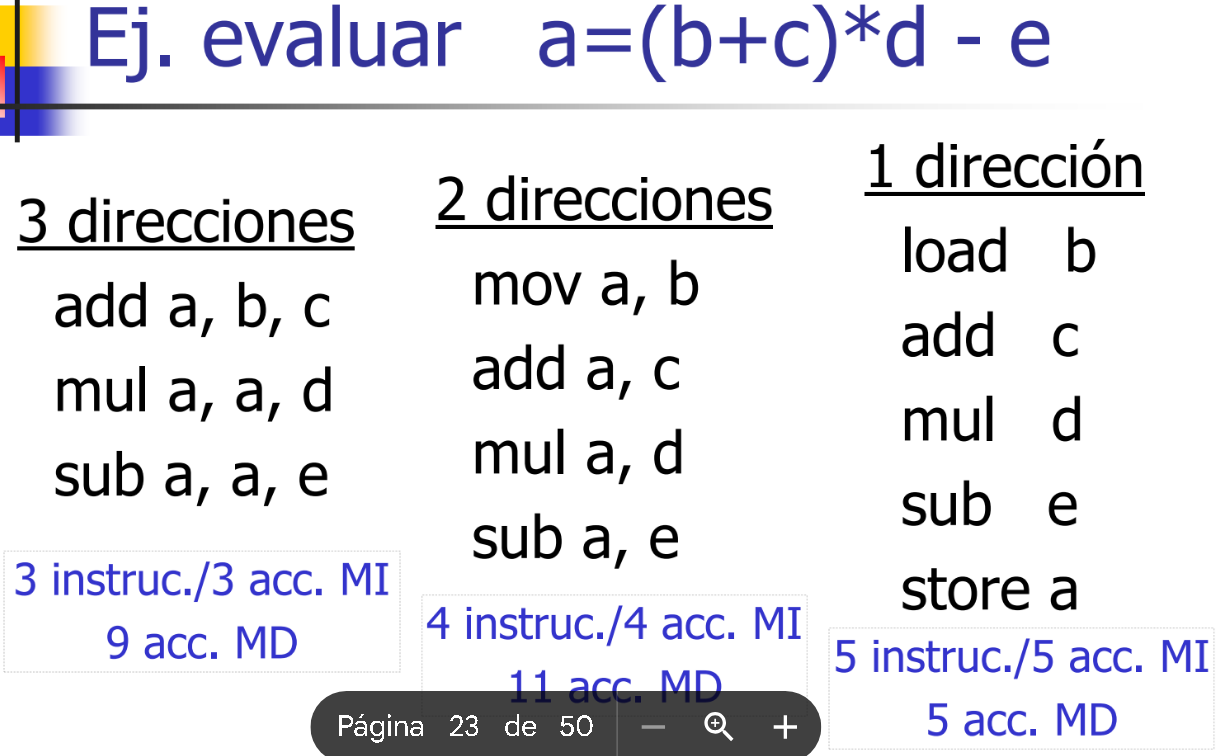 Ej. evaluar a=(b+c)*d - e
3 direcciones
add a, b, c
mul a, a, d
sub a, a, e
3 instruc./3 acc. MI
9 acc. MD
2 direcciones
mov a, b
add a, c
mul a, d
sub a, e
4 instruc./4 acc. MI
11 acc. MD
1 dirección
load b
add c
mul d
sub e
store a
5 instruc./5 acc. MI
5 acc. MD
Página 23 de 50 − +